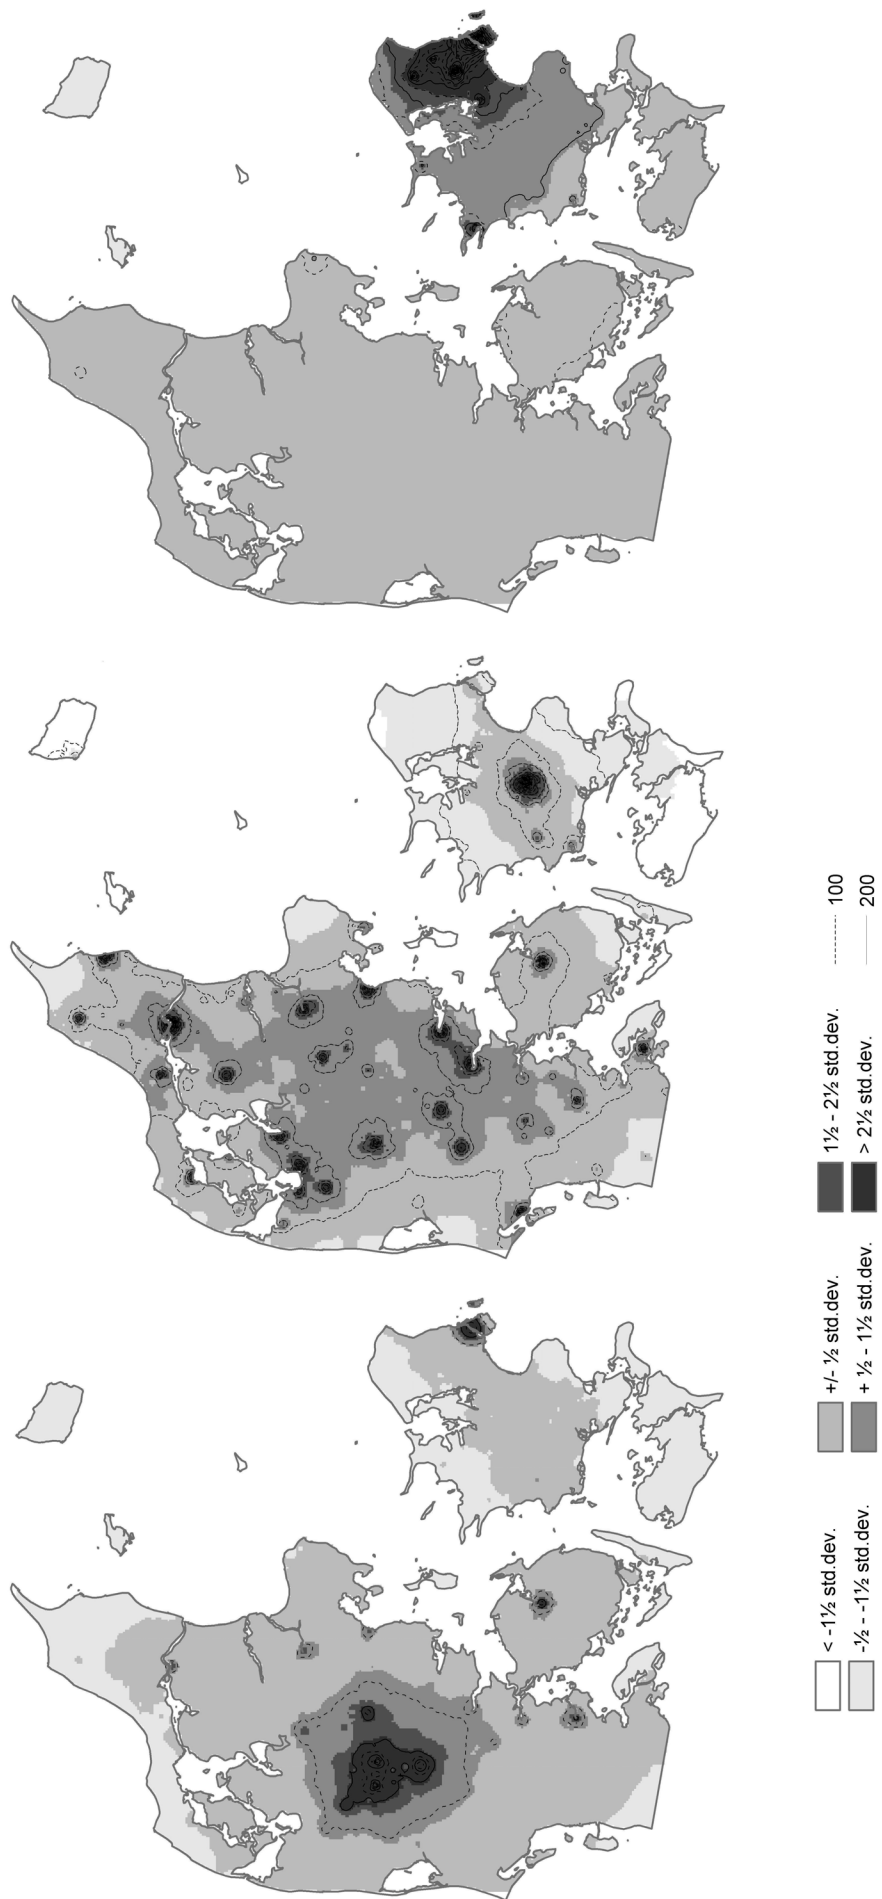 < -1½ std.dev.
-½ - -1½ std.dev.
+/- ½ std.dev.
+ ½ - 1½ std.dev.
1½ - 2½ std.dev.
> 2½ std.dev.
100
200